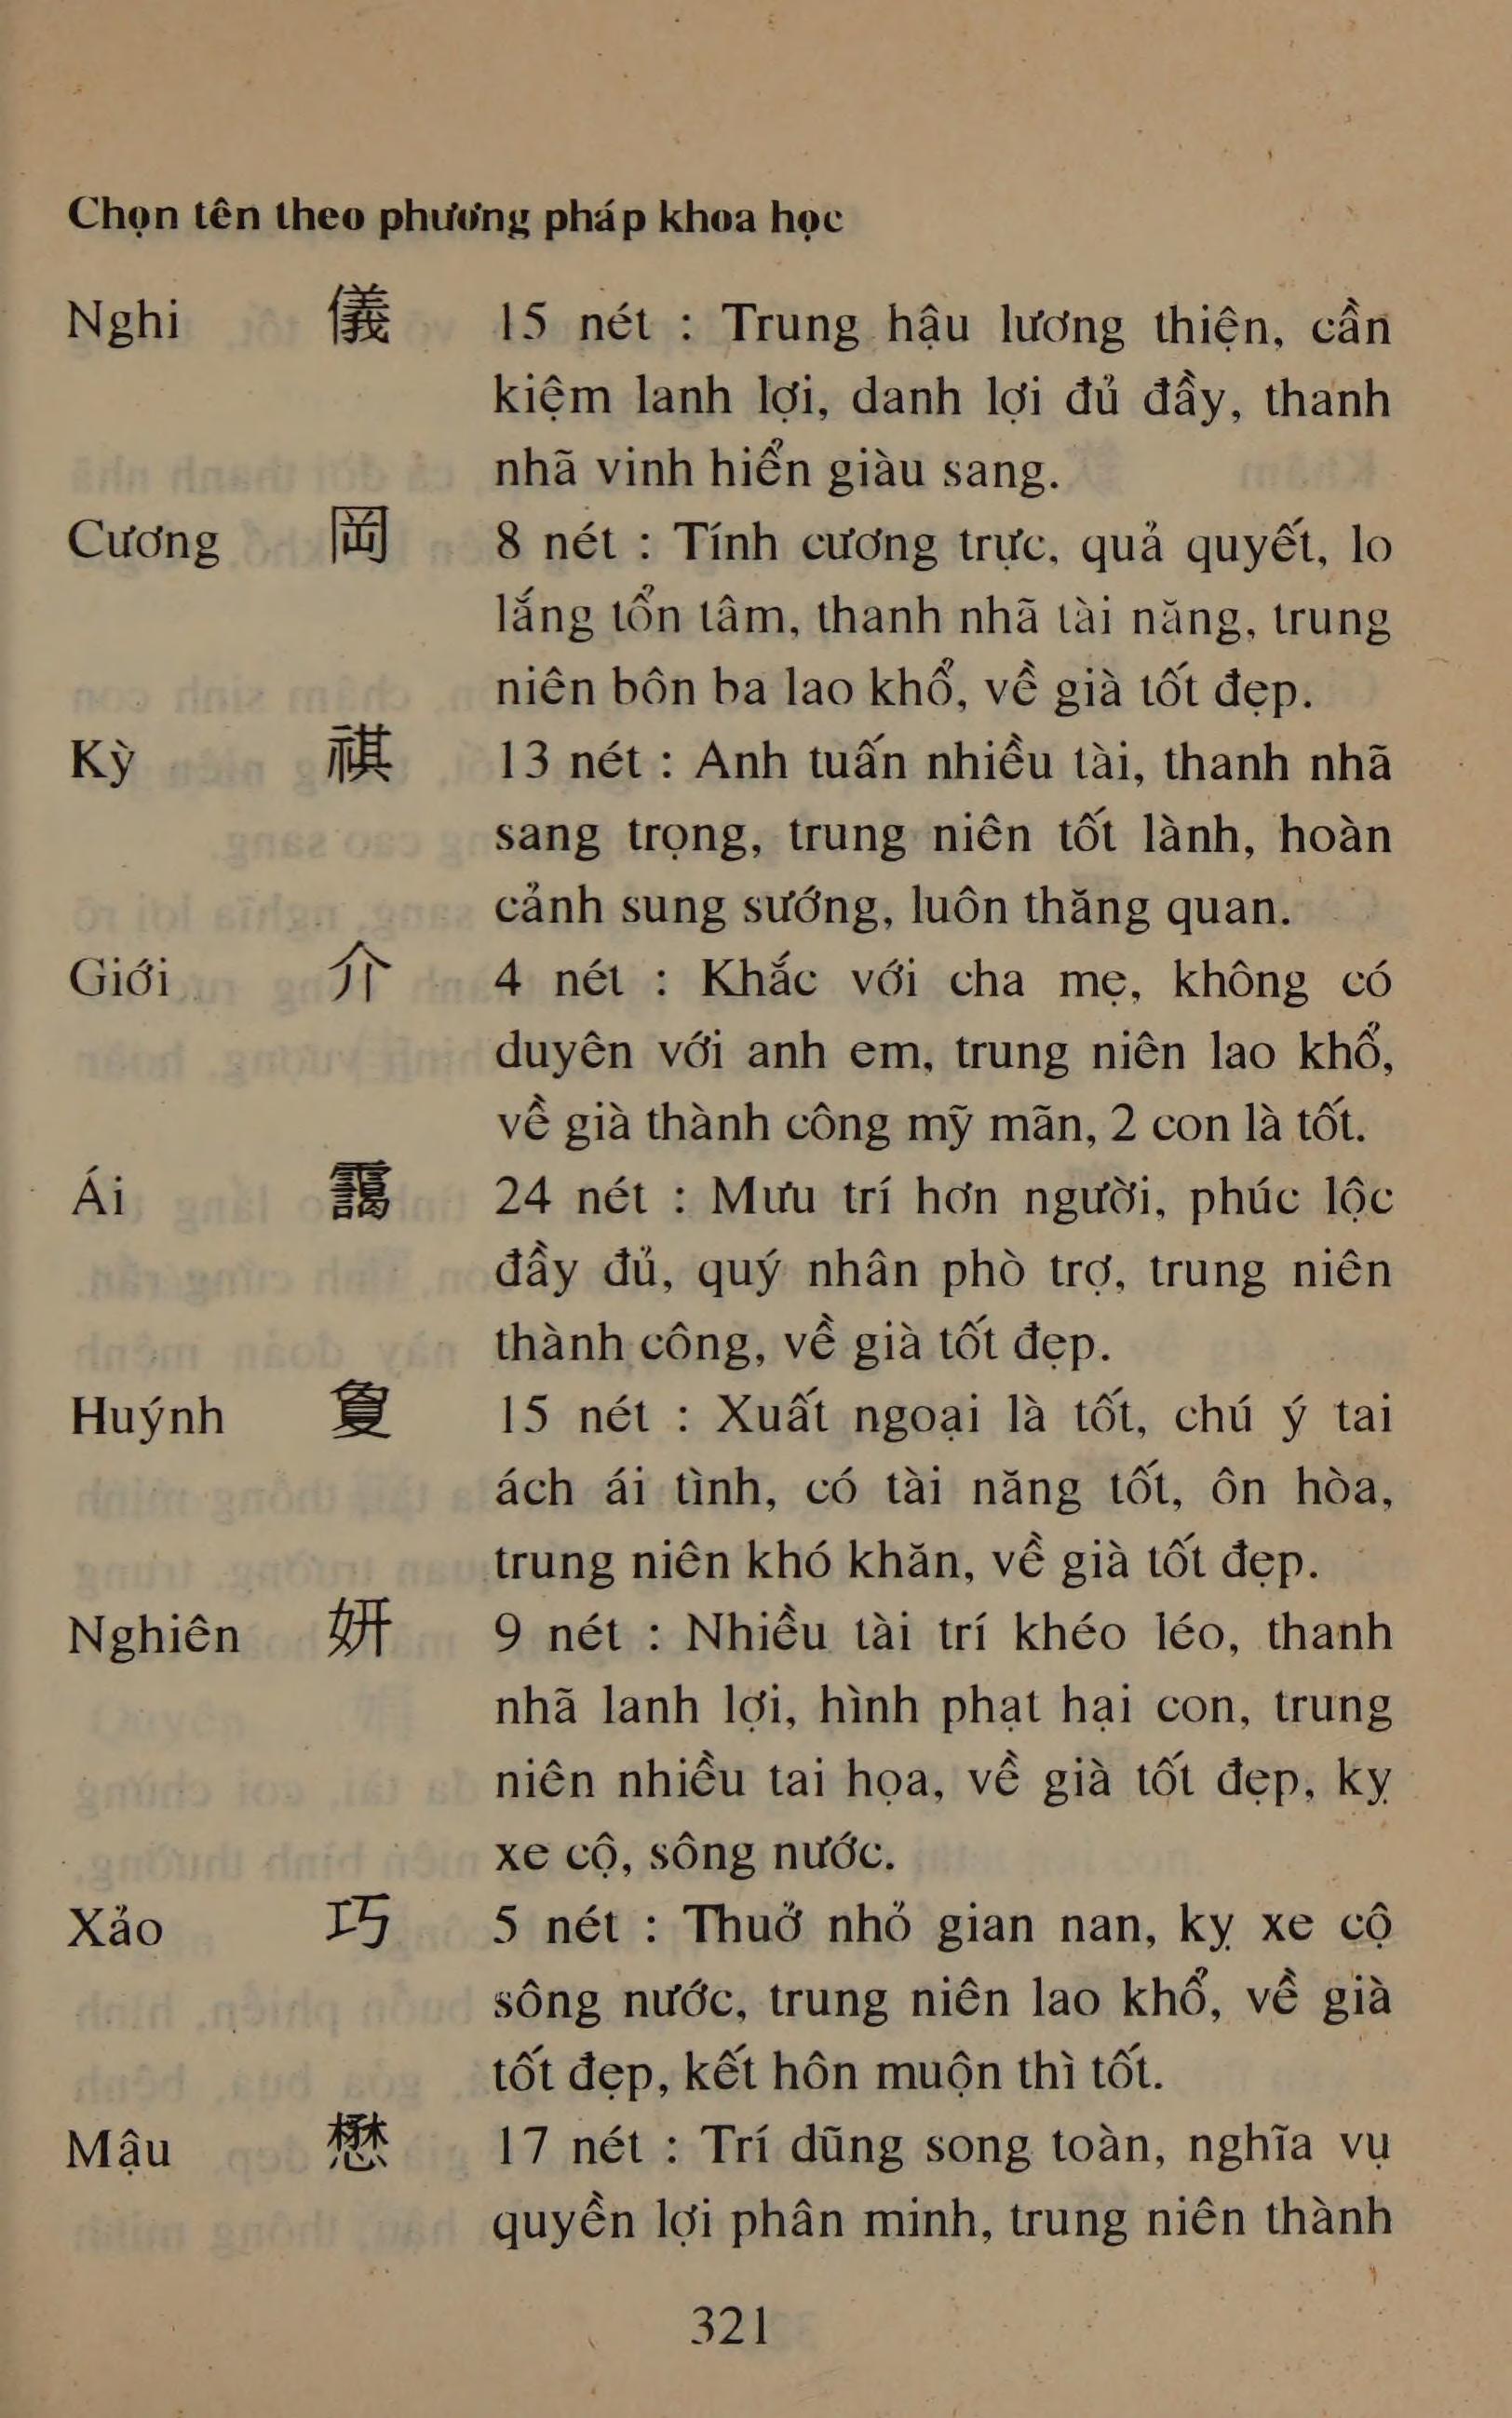 Chọn tên theo phương pháp khoa học
Nghi 儀 15 nét : Trung hậu lương thiện, cần
kiệm lanh lợi, danh lợi đủ đầy, thanh
nhã vinh hiển giàu sang.
Cương 岡 8 nét : Tính cương trực, quả quyết, lo
lắng tổn tâm, thanh nhã tài năng, trung
niên bôn ba lao khổ, về già tốt đẹp.
Kỳ 祺 13 nét : Anh tuấn nhiều tài, thanh nhã
sang trọng, trung niên tốt lành, hoàn
cảnh sung sướng, luôn thăng quan.
Giới 介 4 nét : Khắc với cha mẹ, không có
duyên với anh em, trung niên lao khổ,
về già thành công mỹ mãn, 2 con là tốt.
Ái 靄 24 nét : Mưu trí hơn người, phúc lộc
đầy đủ, quý nhân phò trợ, trung niên
thành công, về già tốt đẹp.
Huýnh 夐 15 nét : Xuất ngoại là tốt, chú ý tai
ách ái tình, có tài năng tốt, ôn hòa,
trung niên khó khăn, về già tốt đẹp.
Nghiên 妍 9 nét : Nhiều tài trí khéo léo, thanh
nhã lanh lợi, hình phạt hại con, trung
niên nhiều tai họa, về già tốt đẹp, kỵ
xe cộ, sông nước.
Xảo 巧 5 nét : Thuở nhỏ gian nan, kỵ xe cộ
sông nước, trung niên lao khổ, về già
tốt đẹp, kết hôn muộn thì tốt.
Mậu 懋 17 nét : Trí dũng song toàn, nghĩa vụ
quyền lợi phân minh, trung niên thành
321